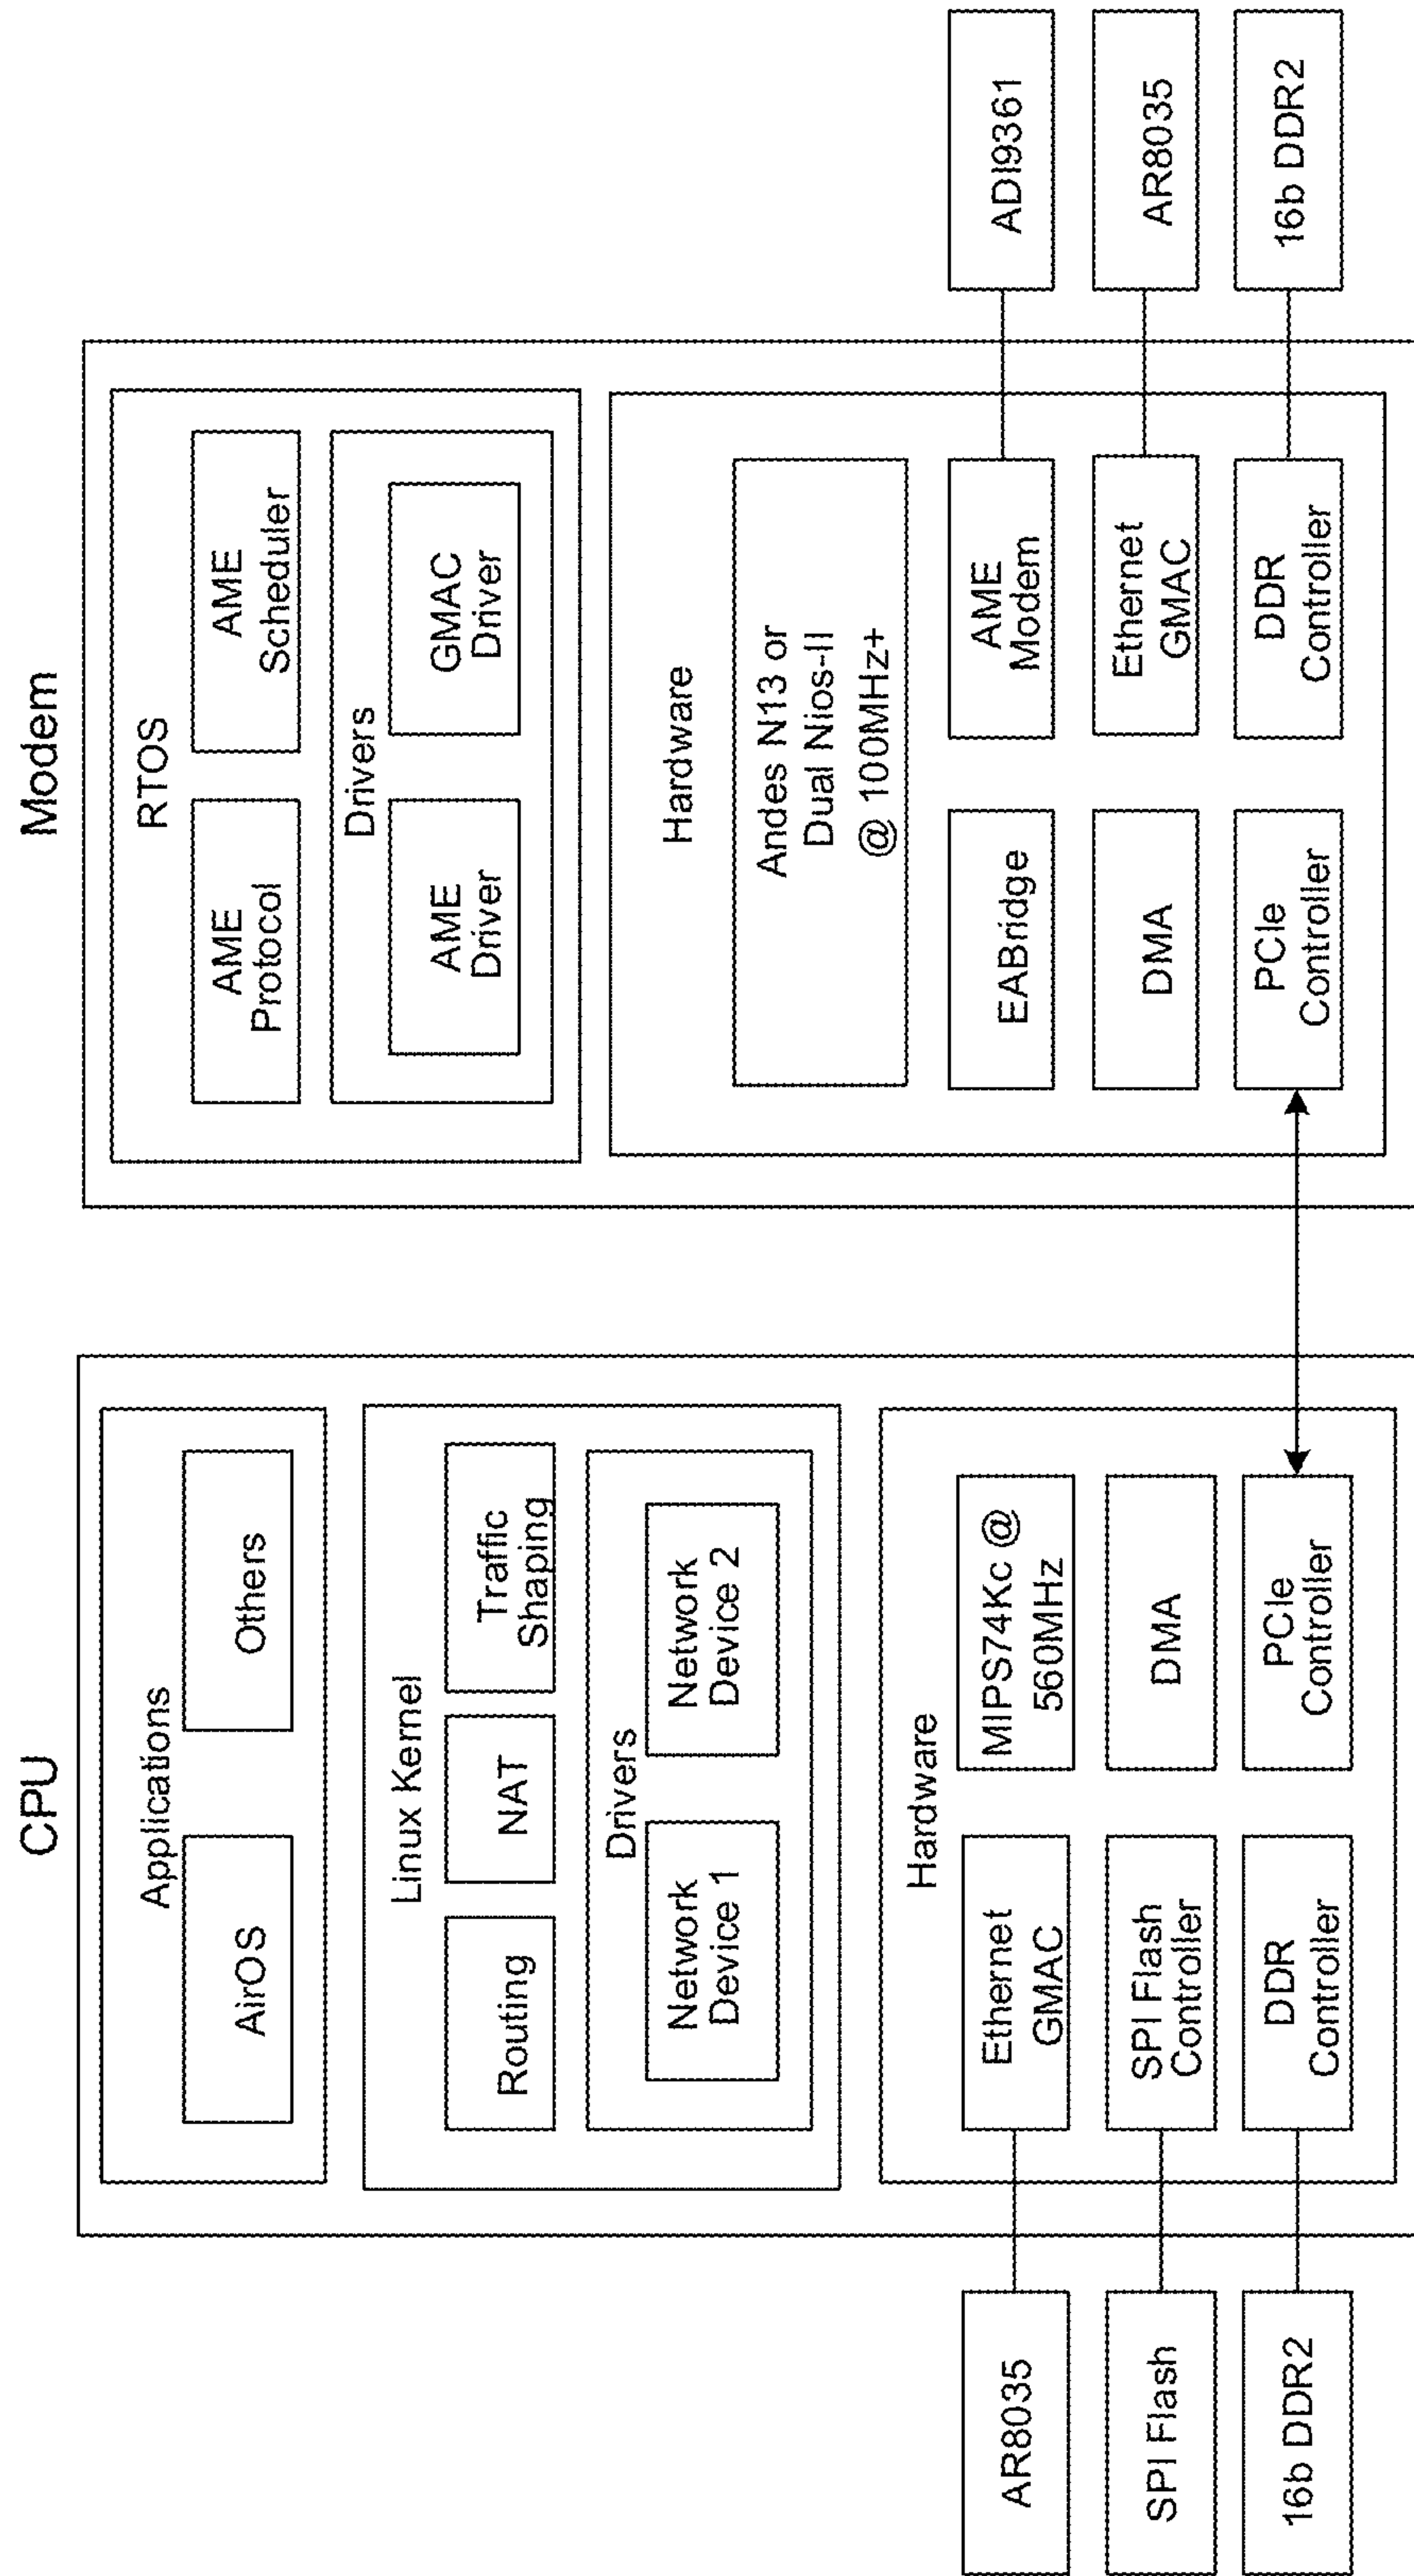 CPU
Applications
AirOS
Others
Linux Kernel
Routing
NAT
Traffic
Shaping
Drivers
Network
Device 1
Network
Device 2
Hardware
Ethernet
GMAC
MIPS74Kc @
560MHz
SPI Flash
Controller
DMA
DDR
Controller
PCIe
Controller
AR8035
SPI Flash
16b DDR2
Modem
RTOS
AME
Protocol
AME
Scheduler
Drivers
AME
Driver
GMAC
Driver
Hardware
Andes N13 or
Dual Nios-II
@ 100MHz+
EABridge
AME
Modem
DMA
Ethernet
GMAC
PCIe
Controller
DDR
Controller
ADI9361
AR8035
16b DDR2